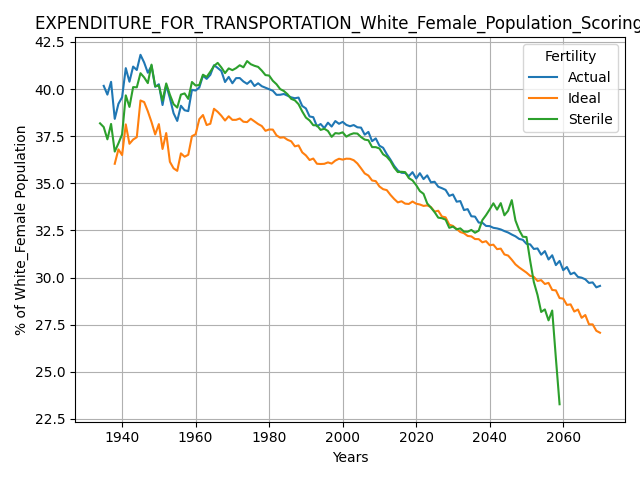 EXPENDITURE_FOR_TRANSPORTATION_White_Female_Population_Scoring
42.5
40.0
37.5
35.0
32.5
30.0
27.5
25.0
22.5
% of White_Female Population
Fertility
Actual
Ideal
Sterile
1940 1960 1980 2000 2020 2040 2060
Years